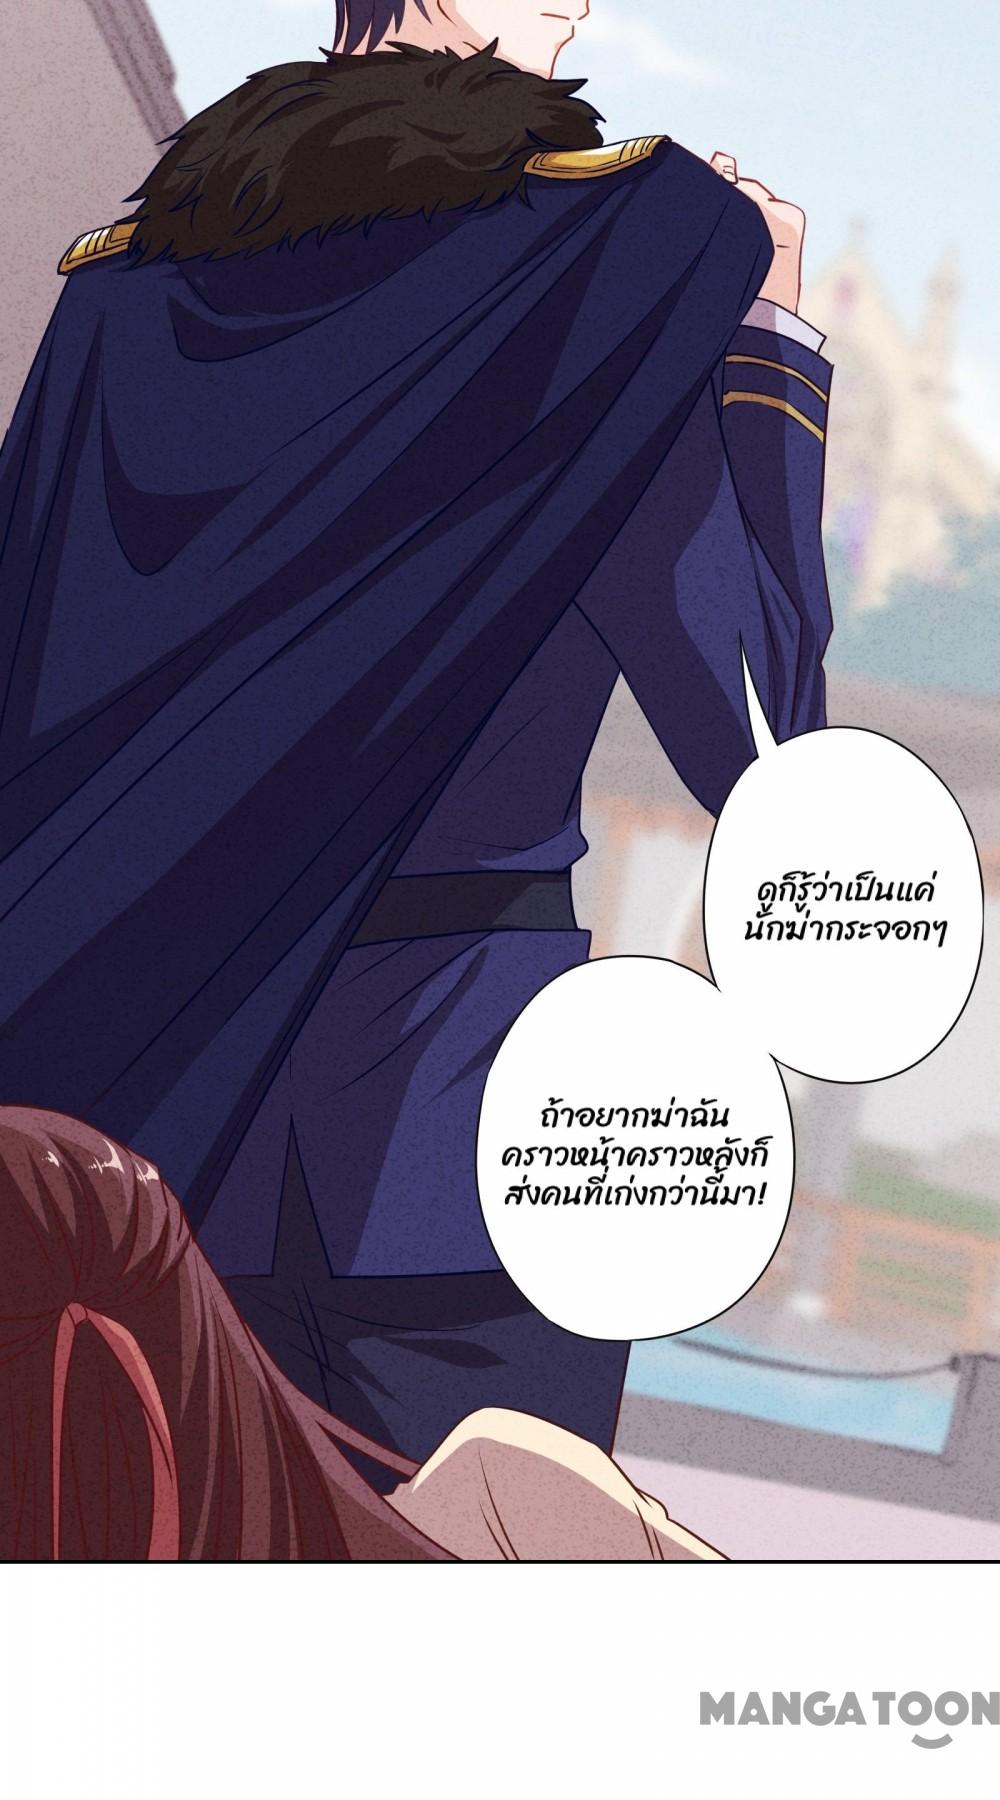 ดูก็รู้ว่าเป็นแค่
นักฆ่ากระจอกๆ
ถ้าอยากฆ่าฉัน
คราวหน้าคราวหลังก็
ส่งคนที่เก่งกว่านี้มา!
MANGATOON